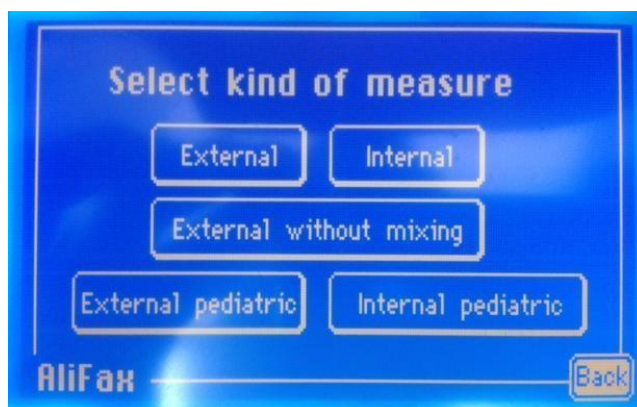 Select kind of measure
External Internal
External without mixing
External pediatric Internal pediatric
AliFax Back